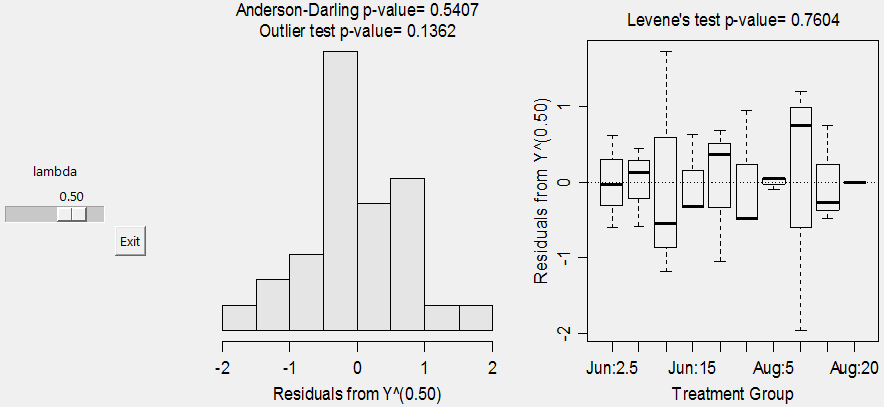 lambda
0.50
Exit
Anderson-Darling p-value= 0.5407
Outlier test p-value= 0.1362
-2 -1 0 1 2
Residuals from Y^(0.50)
Levene's test p-value= 0.7604
Residuals from Y^(0.50)
1
0
-1
-2
Jun:2.5 Jun:15 Aug:5 Aug:20
Treatment Group